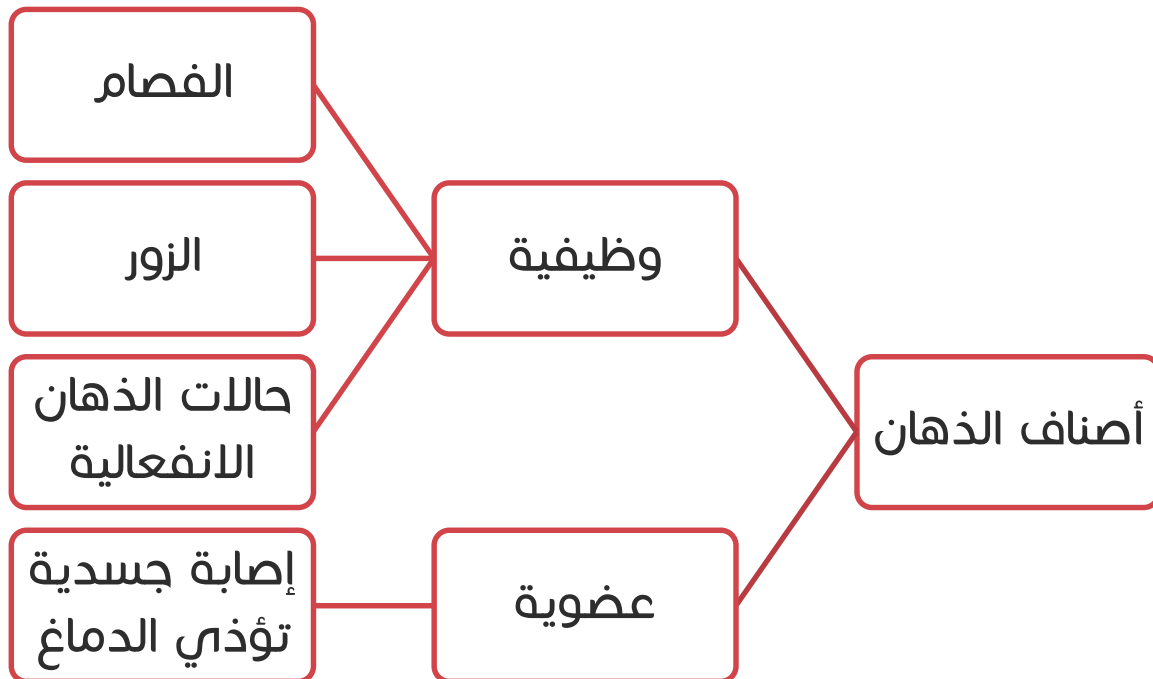 أصناف الذهان
وظيفية
الفصام
الزور
حالات الذهان
الانفعالية
عضوية
إصابة جسدية
تؤذي الدماغ